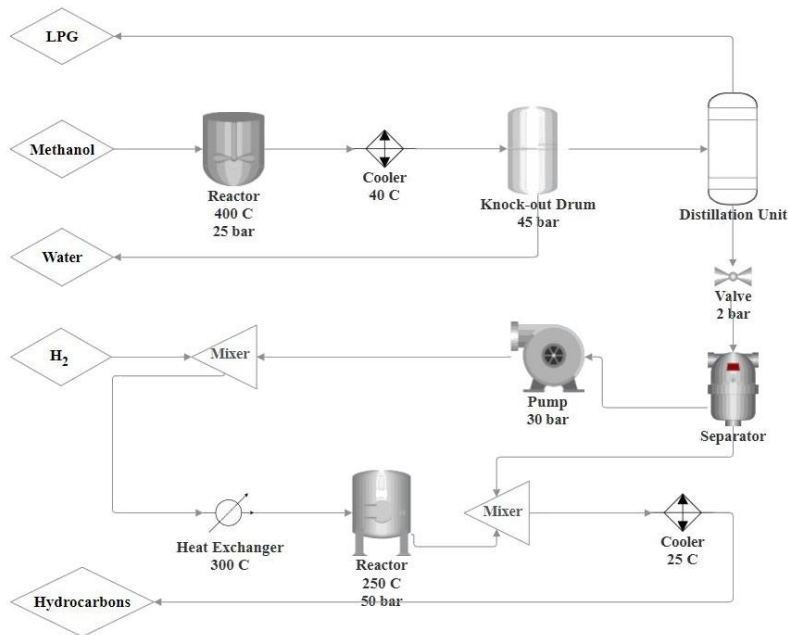 LPG
Methanol
Reactor
400 C
25 bar
Cooler
40 C
Knock-out Drum
45 bar
Distillation Unit
Water
Valve
2 bar
H₂
Mixer
Pump
30 bar
Separator
Heat Exchanger
300 C
Reactor
250 C
50 bar
Mixer
Cooler
25 C
Hydrocarbons